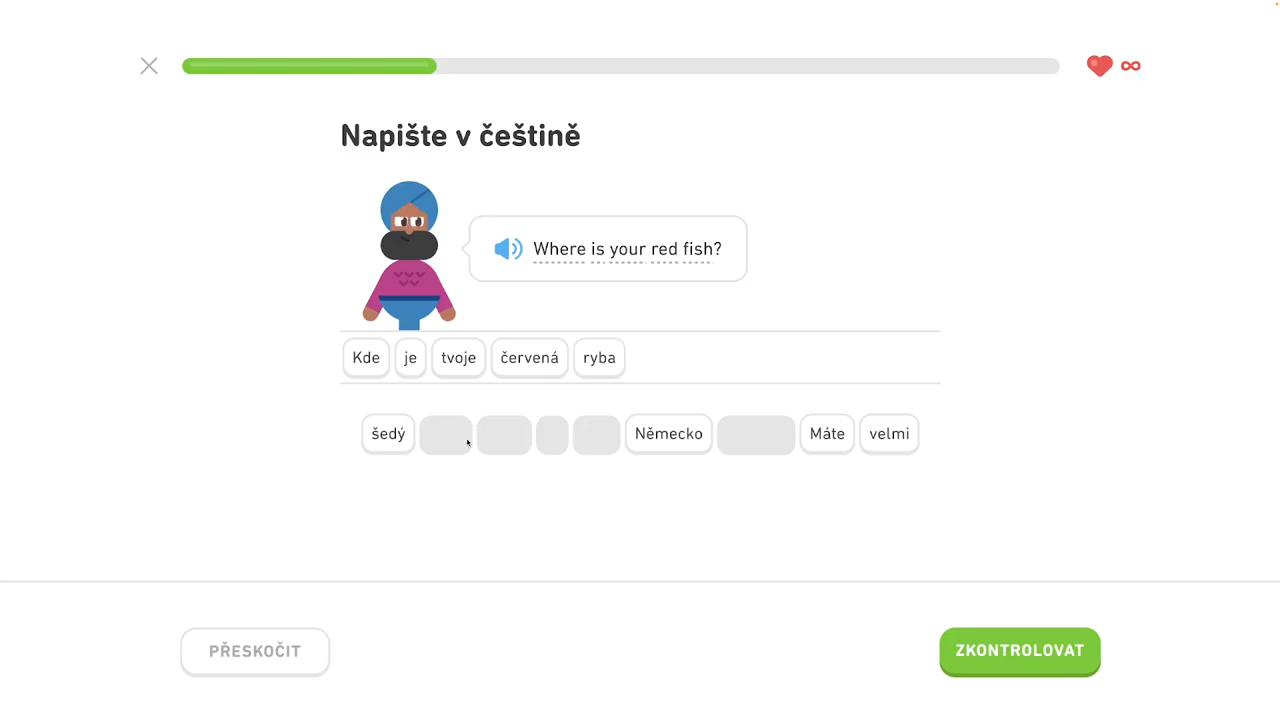 Napište v češtině
Where is your red fish?
Kde je tvoje červená ryba
šedý Německo Máte velmi
PŘESKOČIT ZKONTROLOVAT